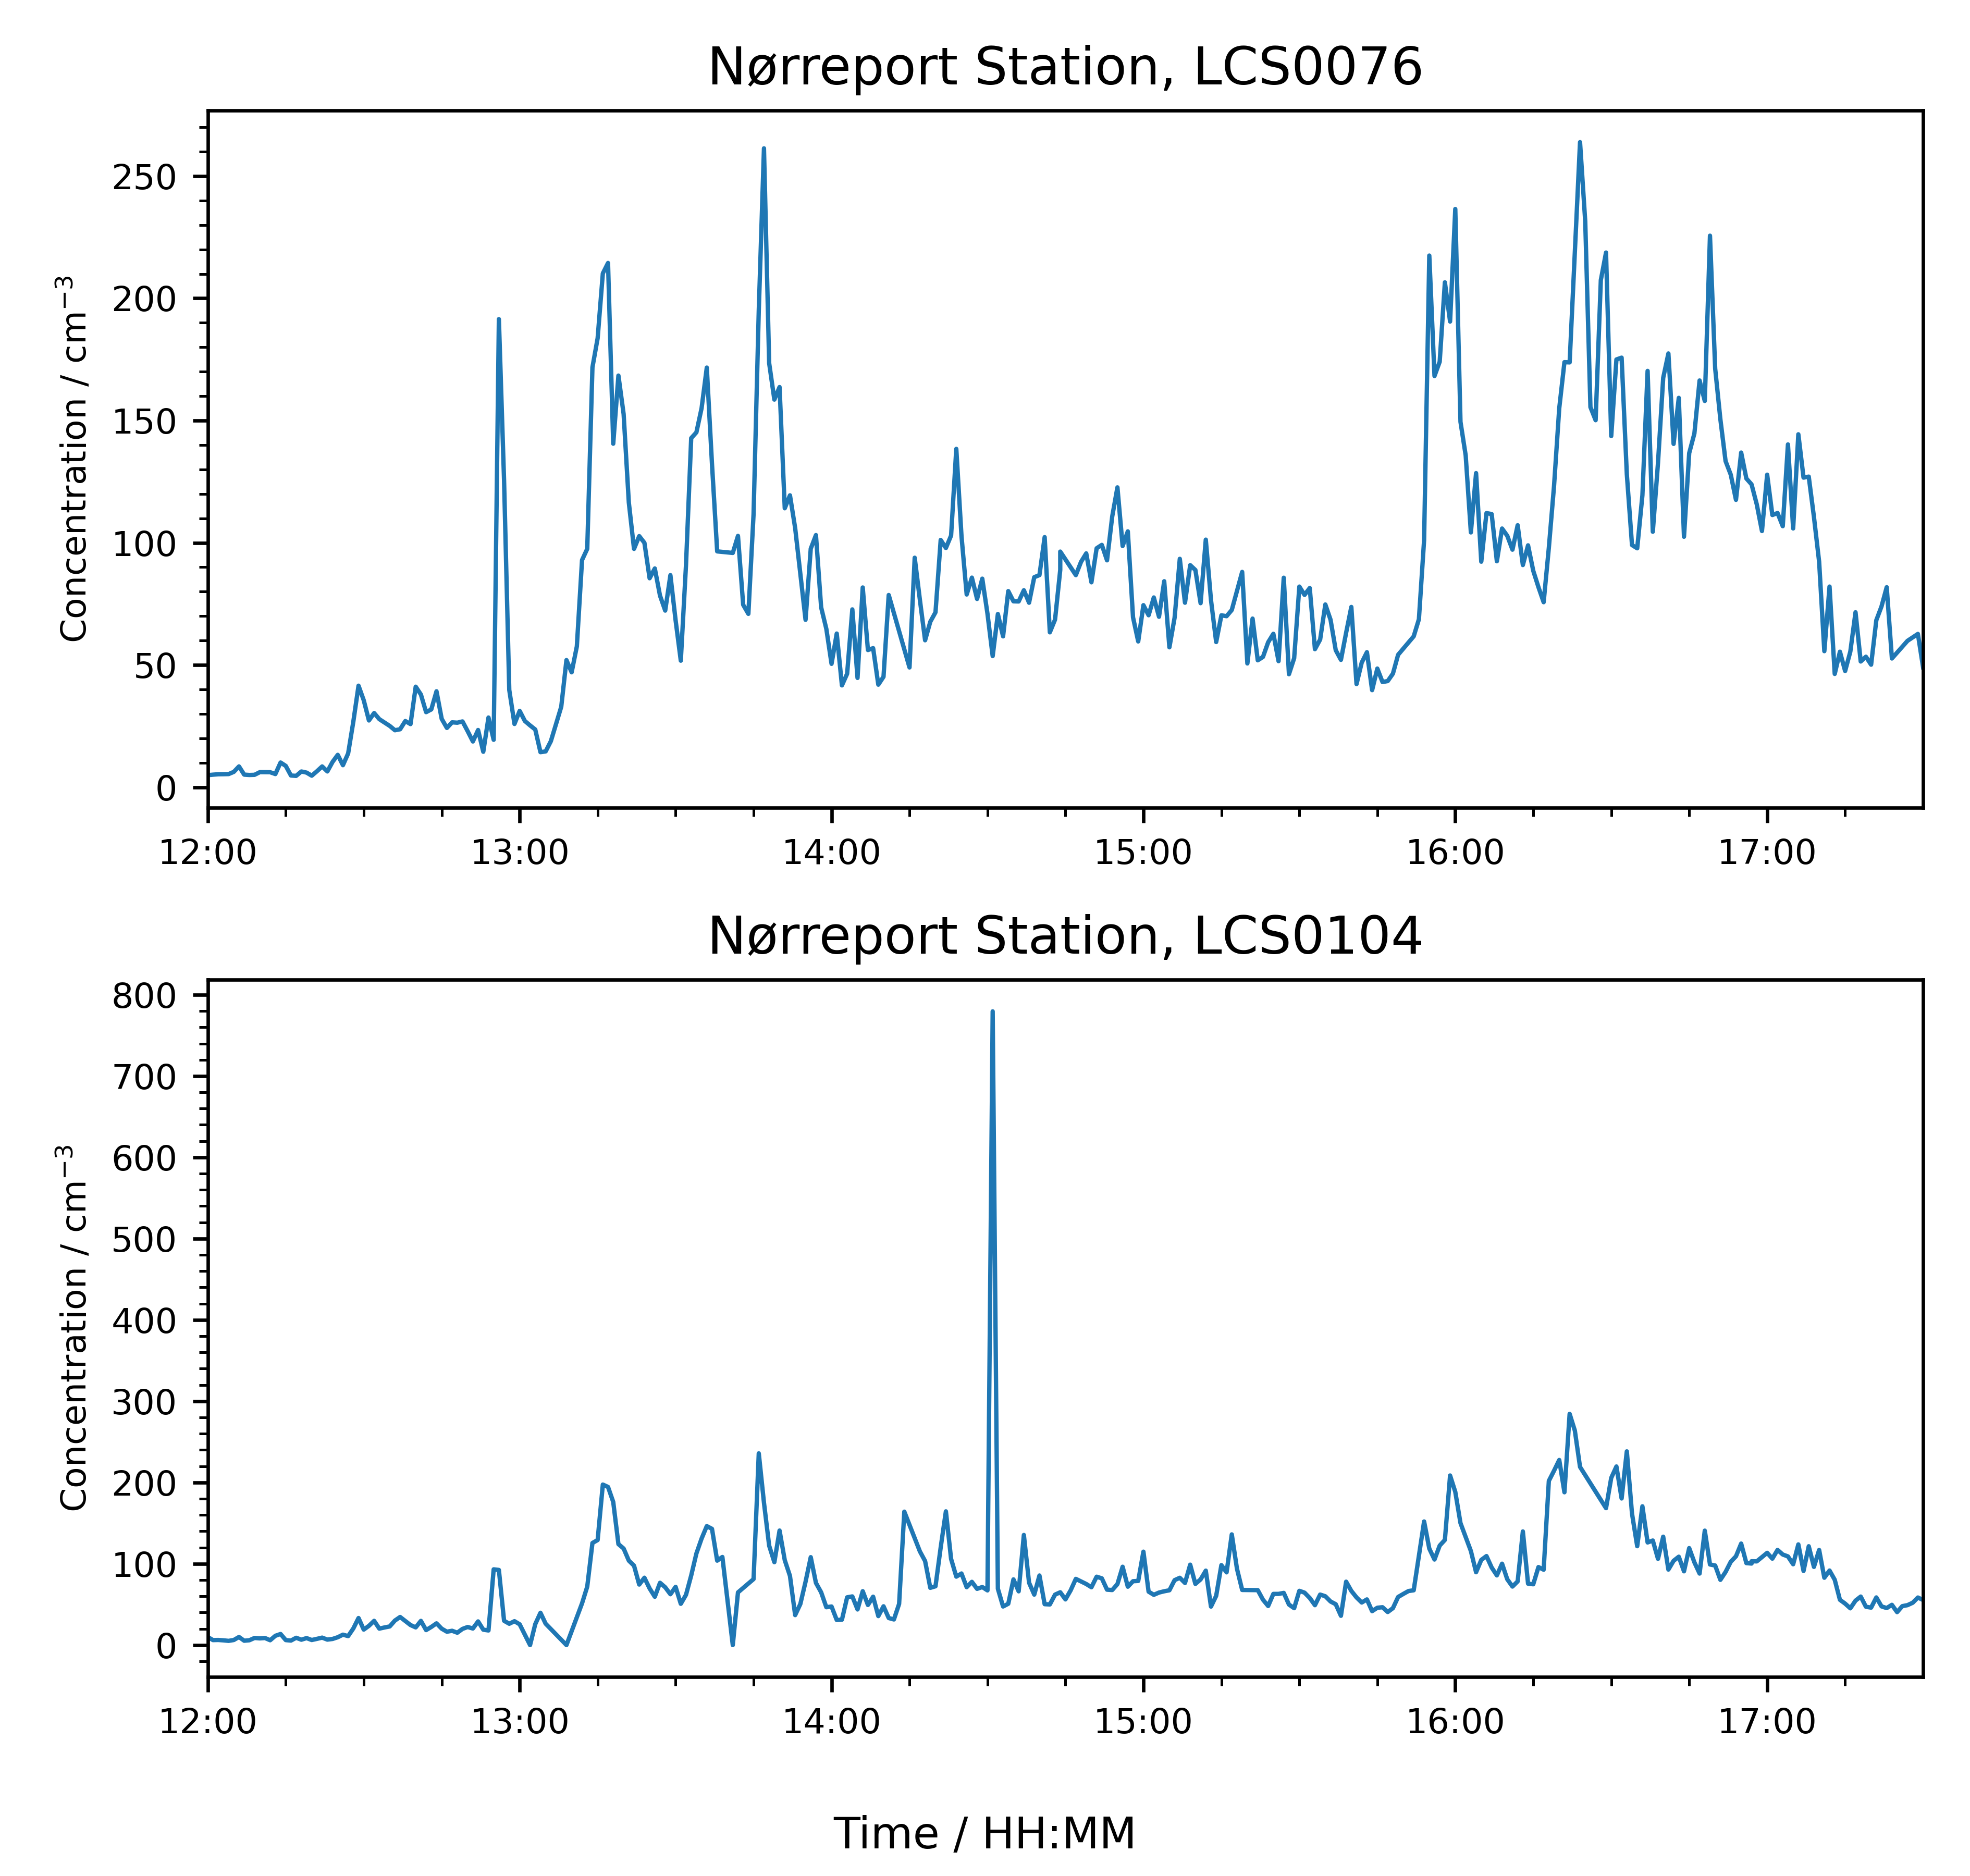 Nørreport Station, LCS0076
Concentration / cm⁻³
250
200
150
100
50
0
12:00 13:00 14:00 15:00 16:00 17:00
Nørreport Station, LCS0104
Concentration / cm⁻³
800
700
600
500
400
300
200
100
0
12:00 13:00 14:00 15:00 16:00 17:00
Time / HH:MM